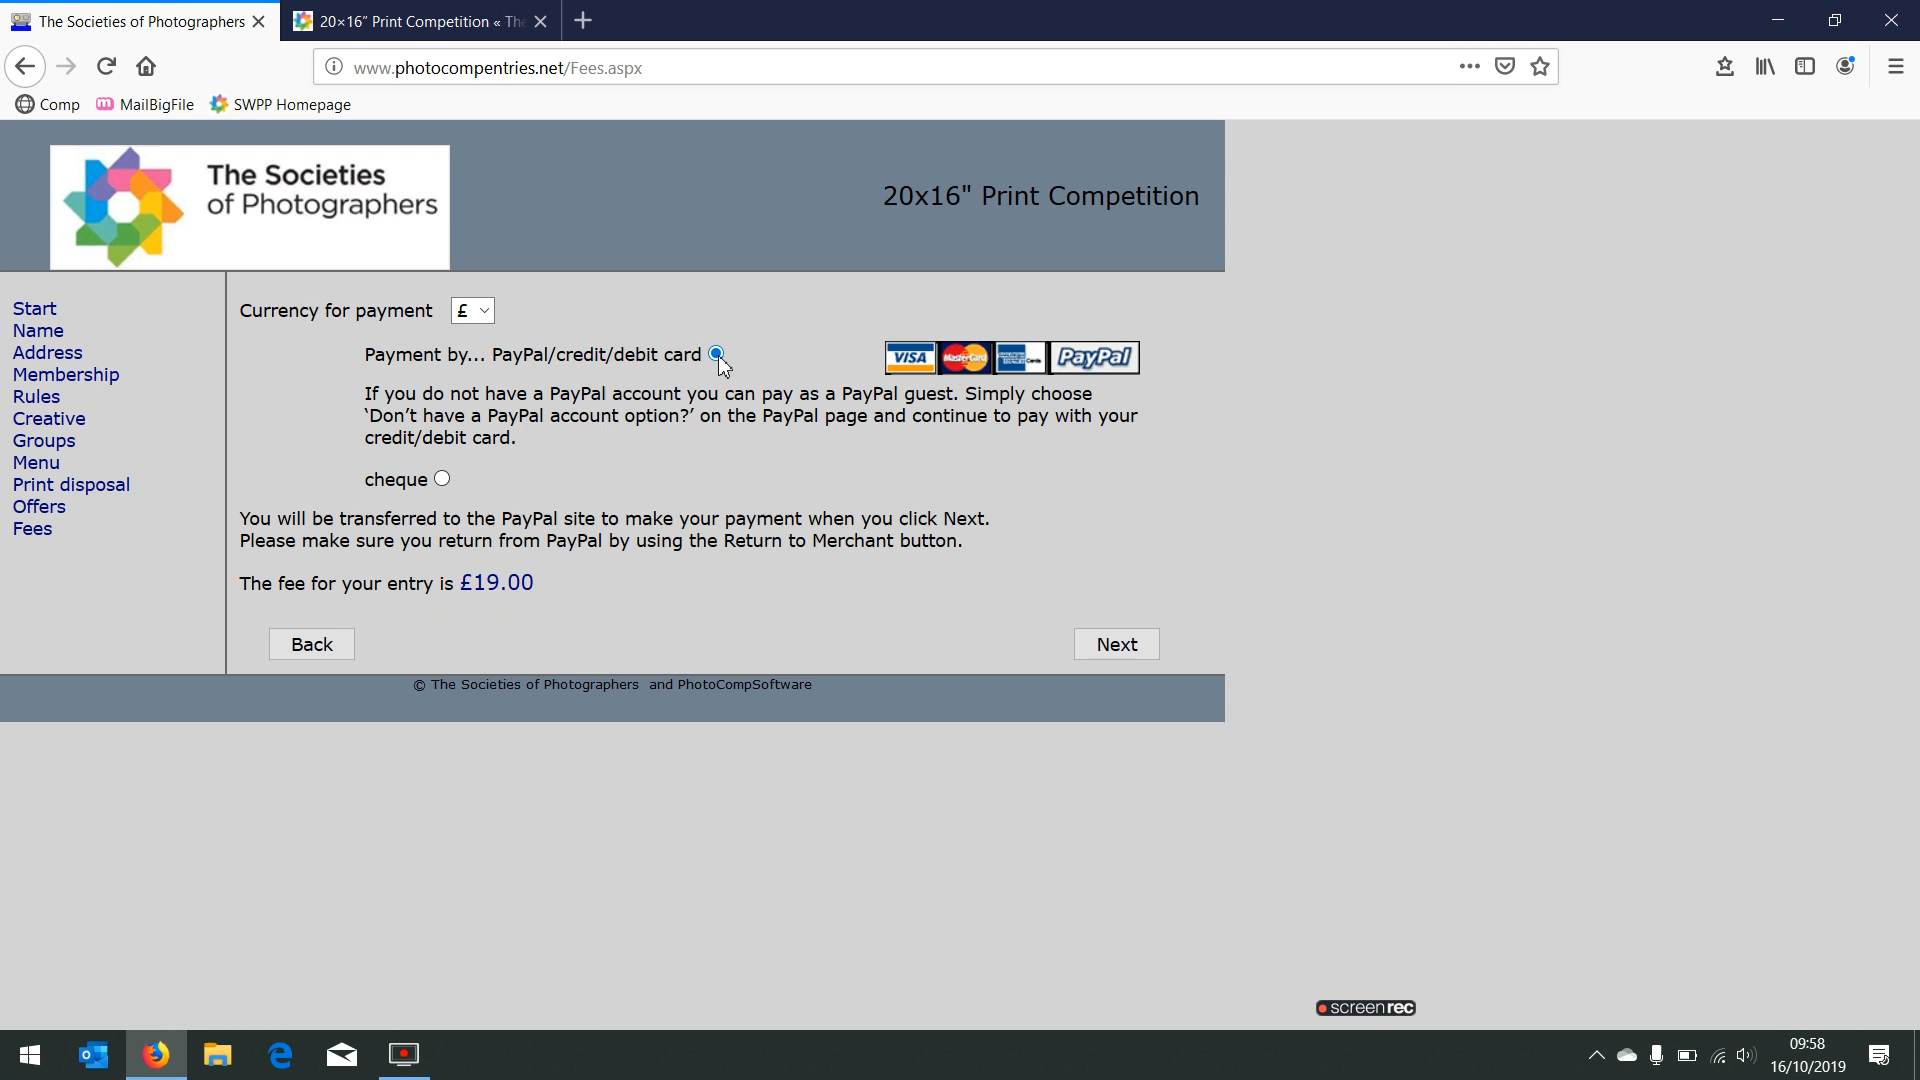 The Societies of Photographers
20×16″ Print Competition « The
www.photocompentries.net/Fees.aspx
Comp
MailBigFile
SWPP Homepage
The Societies
of Photographers
20x16" Print Competition
Start
Name
Address
Membership
Rules
Creative
Groups
Menu
Print disposal
Offers
Fees
Currency for payment £
Payment by... PayPal/credit/debit card
VISA MasterCard PayPal
If you do not have a PayPal account you can pay as a PayPal guest. Simply choose
‘Don’t have a PayPal account option?’ on the PayPal page and continue to pay with your
credit/debit card.
cheque
You will be transferred to the PayPal site to make your payment when you click Next.
Please make sure you return from PayPal by using the Return to Merchant button.
The fee for your entry is £19.00
Back
Next
© The Societies of Photographers and PhotoCompSoftware
screenrec
09:58
16/10/2019